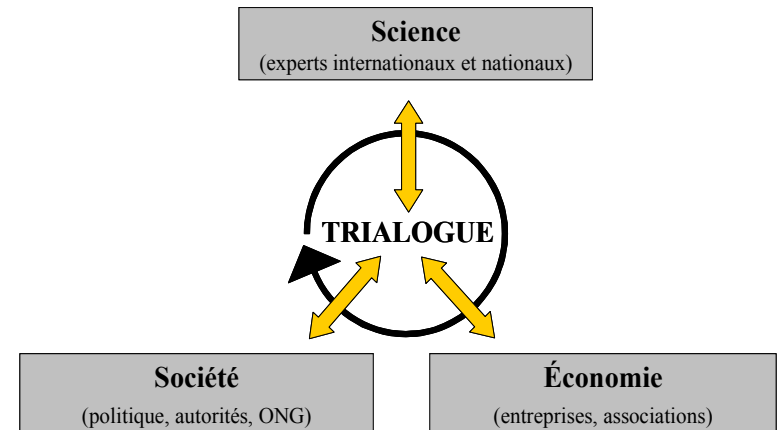 Science
(experts internationaux et nationaux)
TRIALOGUE
Société
(politique, autorités, ONG)
Économie
(entreprises, associations)